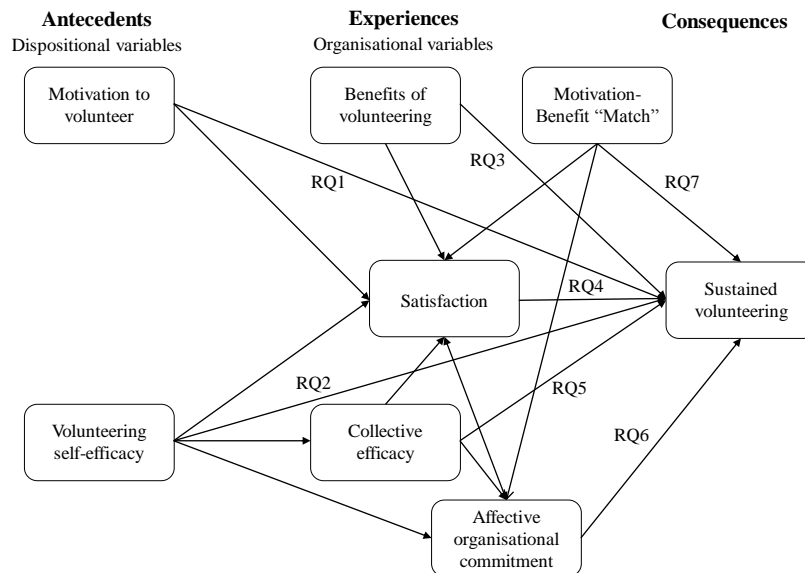 Antecedents
Experiences
Consequences
Dispositional variables
Organisational variables
Motivation to
volunteer
Benefits of
volunteering
Motivation-
Benefit “Match”
RQ1
RQ3
RQ7
Satisfaction
RQ4
Sustained
volunteering
RQ2
RQ5
RQ6
Volunteering
self-efficacy
Collective
efficacy
Affective
organisational
commitment